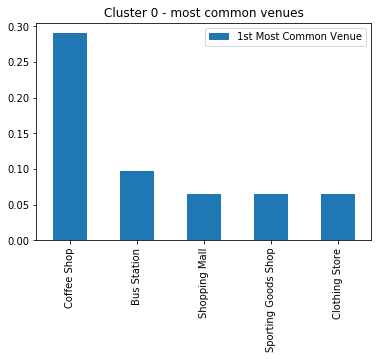 Cluster 0 - most common venues
1st Most Common Venue
0.30
0.25
0.20
0.15
0.10
0.05
0.00
Coffee Shop
Bus Station
Shopping Mall
Sporting Goods Shop
Clothing Store